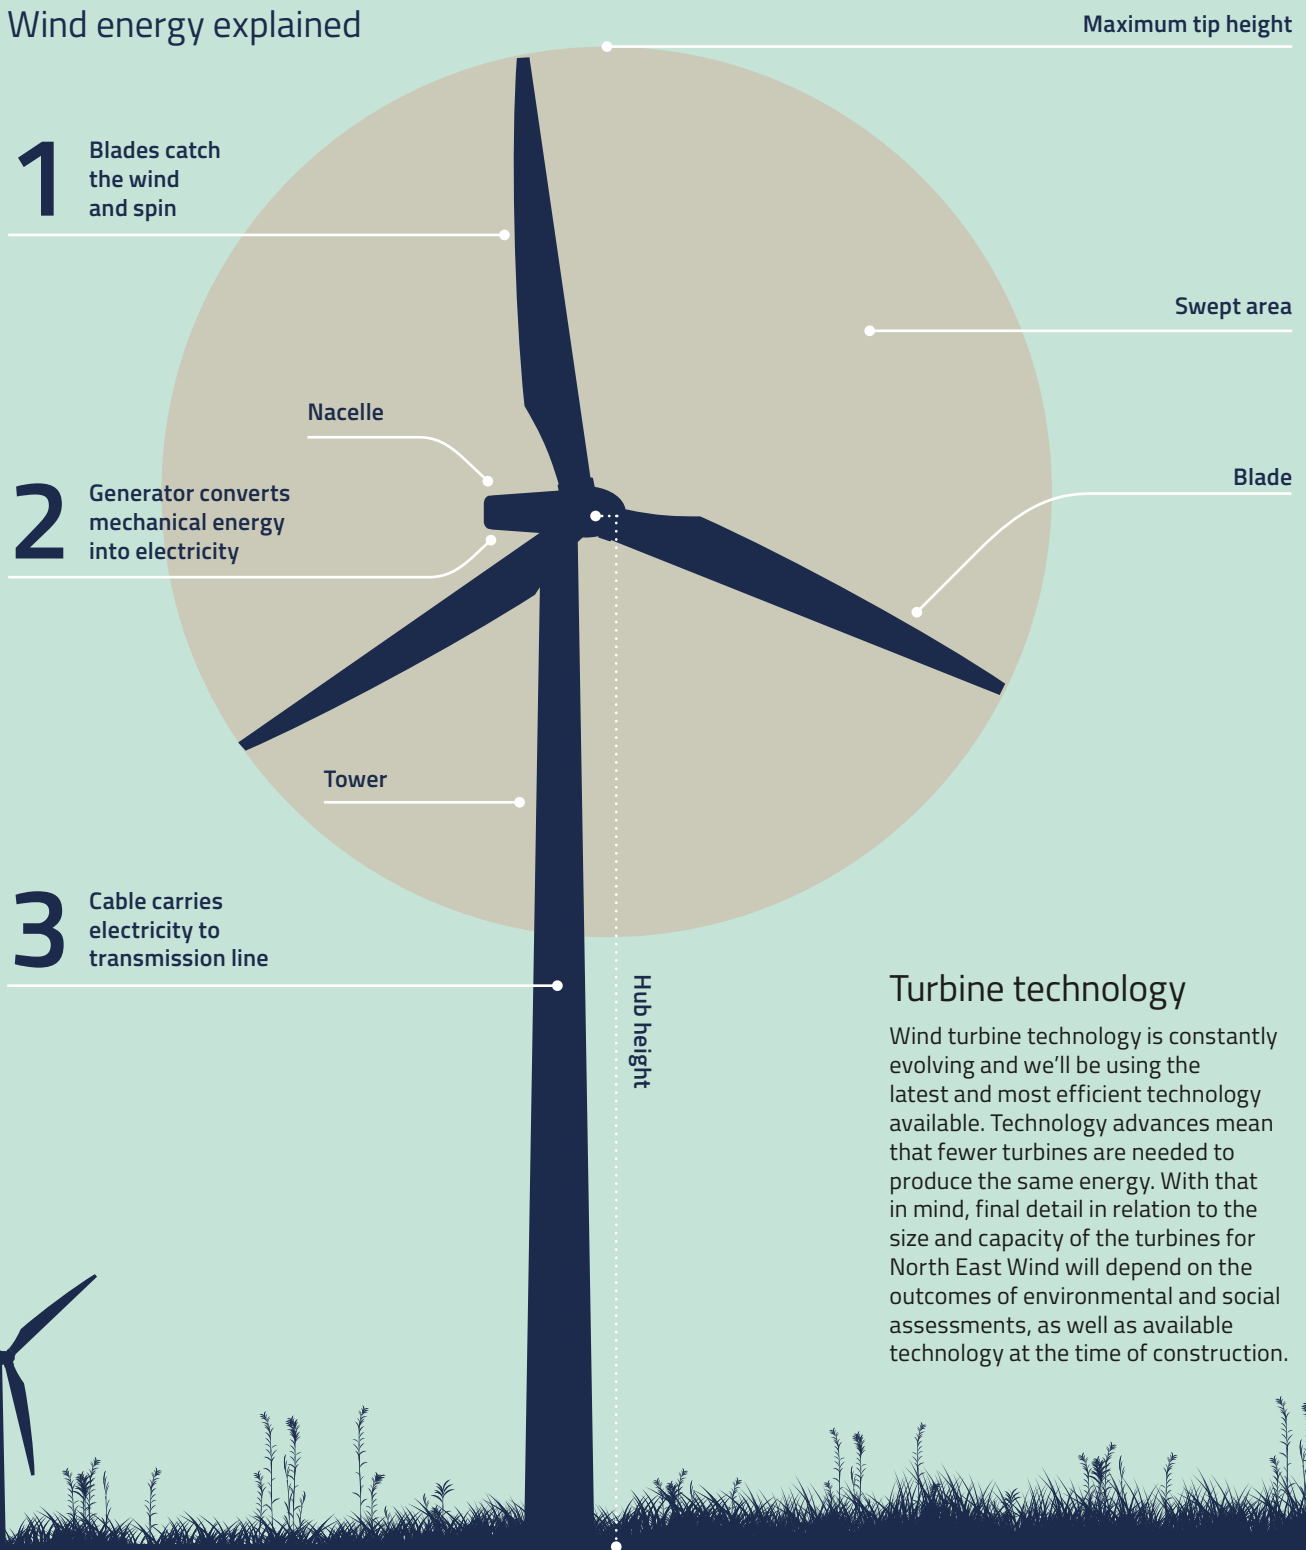 Wind energy explained
Maximum tip height
1
Blades catch
the wind
and spin
Swept area
Nacelle
Blade
2
Generator converts
mechanical energy
into electricity
Tower
3
Cable carries
electricity to
transmission line
Hub height
Turbine technology
Wind turbine technology is constantly
evolving and we’ll be using the
latest and most efficient technology
available. Technology advances mean
that fewer turbines are needed to
produce the same energy. With that
in mind, final detail in relation to the
size and capacity of the turbines for
North East Wind will depend on the
outcomes of environmental and social
assessments, as well as available
technology at the time of construction.